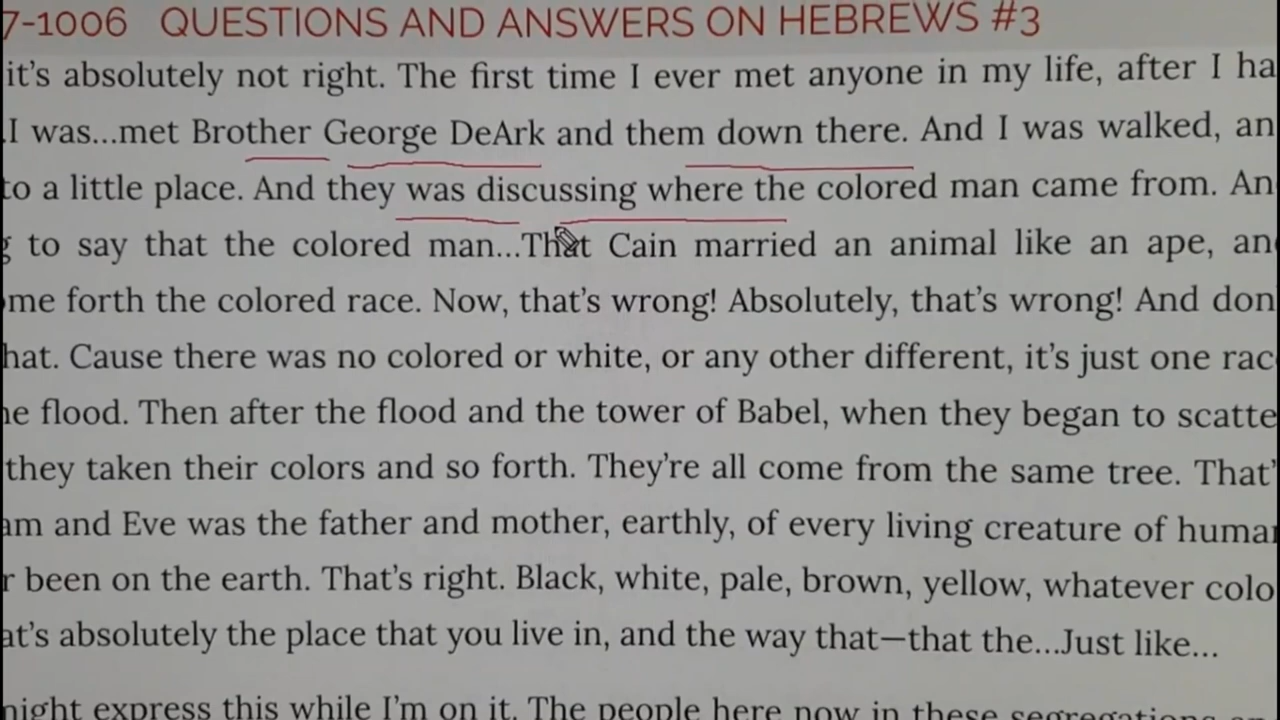 7-1006 QUESTIONS AND ANSWERS ON HEBREWS #3
it's absolutely not right. The first time I ever met anyone in my life, after I ha
I was...met Brother George DeArk and them down there. And I was walked, an
to a little place. And they was discussing where the colored man came from. An
g to say that the colored man...That Cain married an animal like an ape, an
me forth the colored race. Now, that's wrong! Absolutely, that's wrong! And don
hat. Cause there was no colored or white, or any other different, it's just one rac
he flood. Then after the flood and the tower of Babel, when they began to scatte
they taken their colors and so forth. They're all come from the same tree. That'
am and Eve was the father and mother, earthly, of every living creature of human
r been on the earth. That's right. Black, white, pale, brown, yellow, whatever colo
at's absolutely the place that you live in, and the way that—that the...Just like...
night express this while I'm on it. The people here now in these segregations